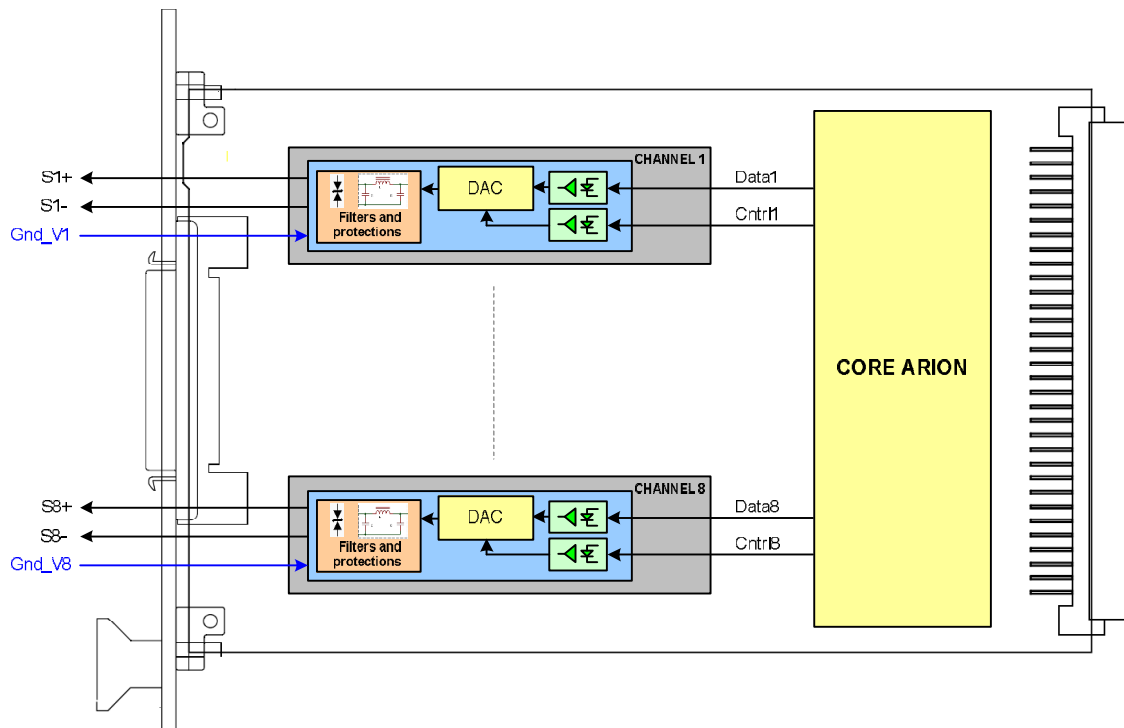 CHANNEL 1
S1+
S1-
Gnd_V1
Filters and
protections
DAC
Data1
Cntrl1
CORE ARION
CHANNEL 8
S8+
S8-
Gnd_V8
Filters and
protections
DAC
Data8
Cntrl8